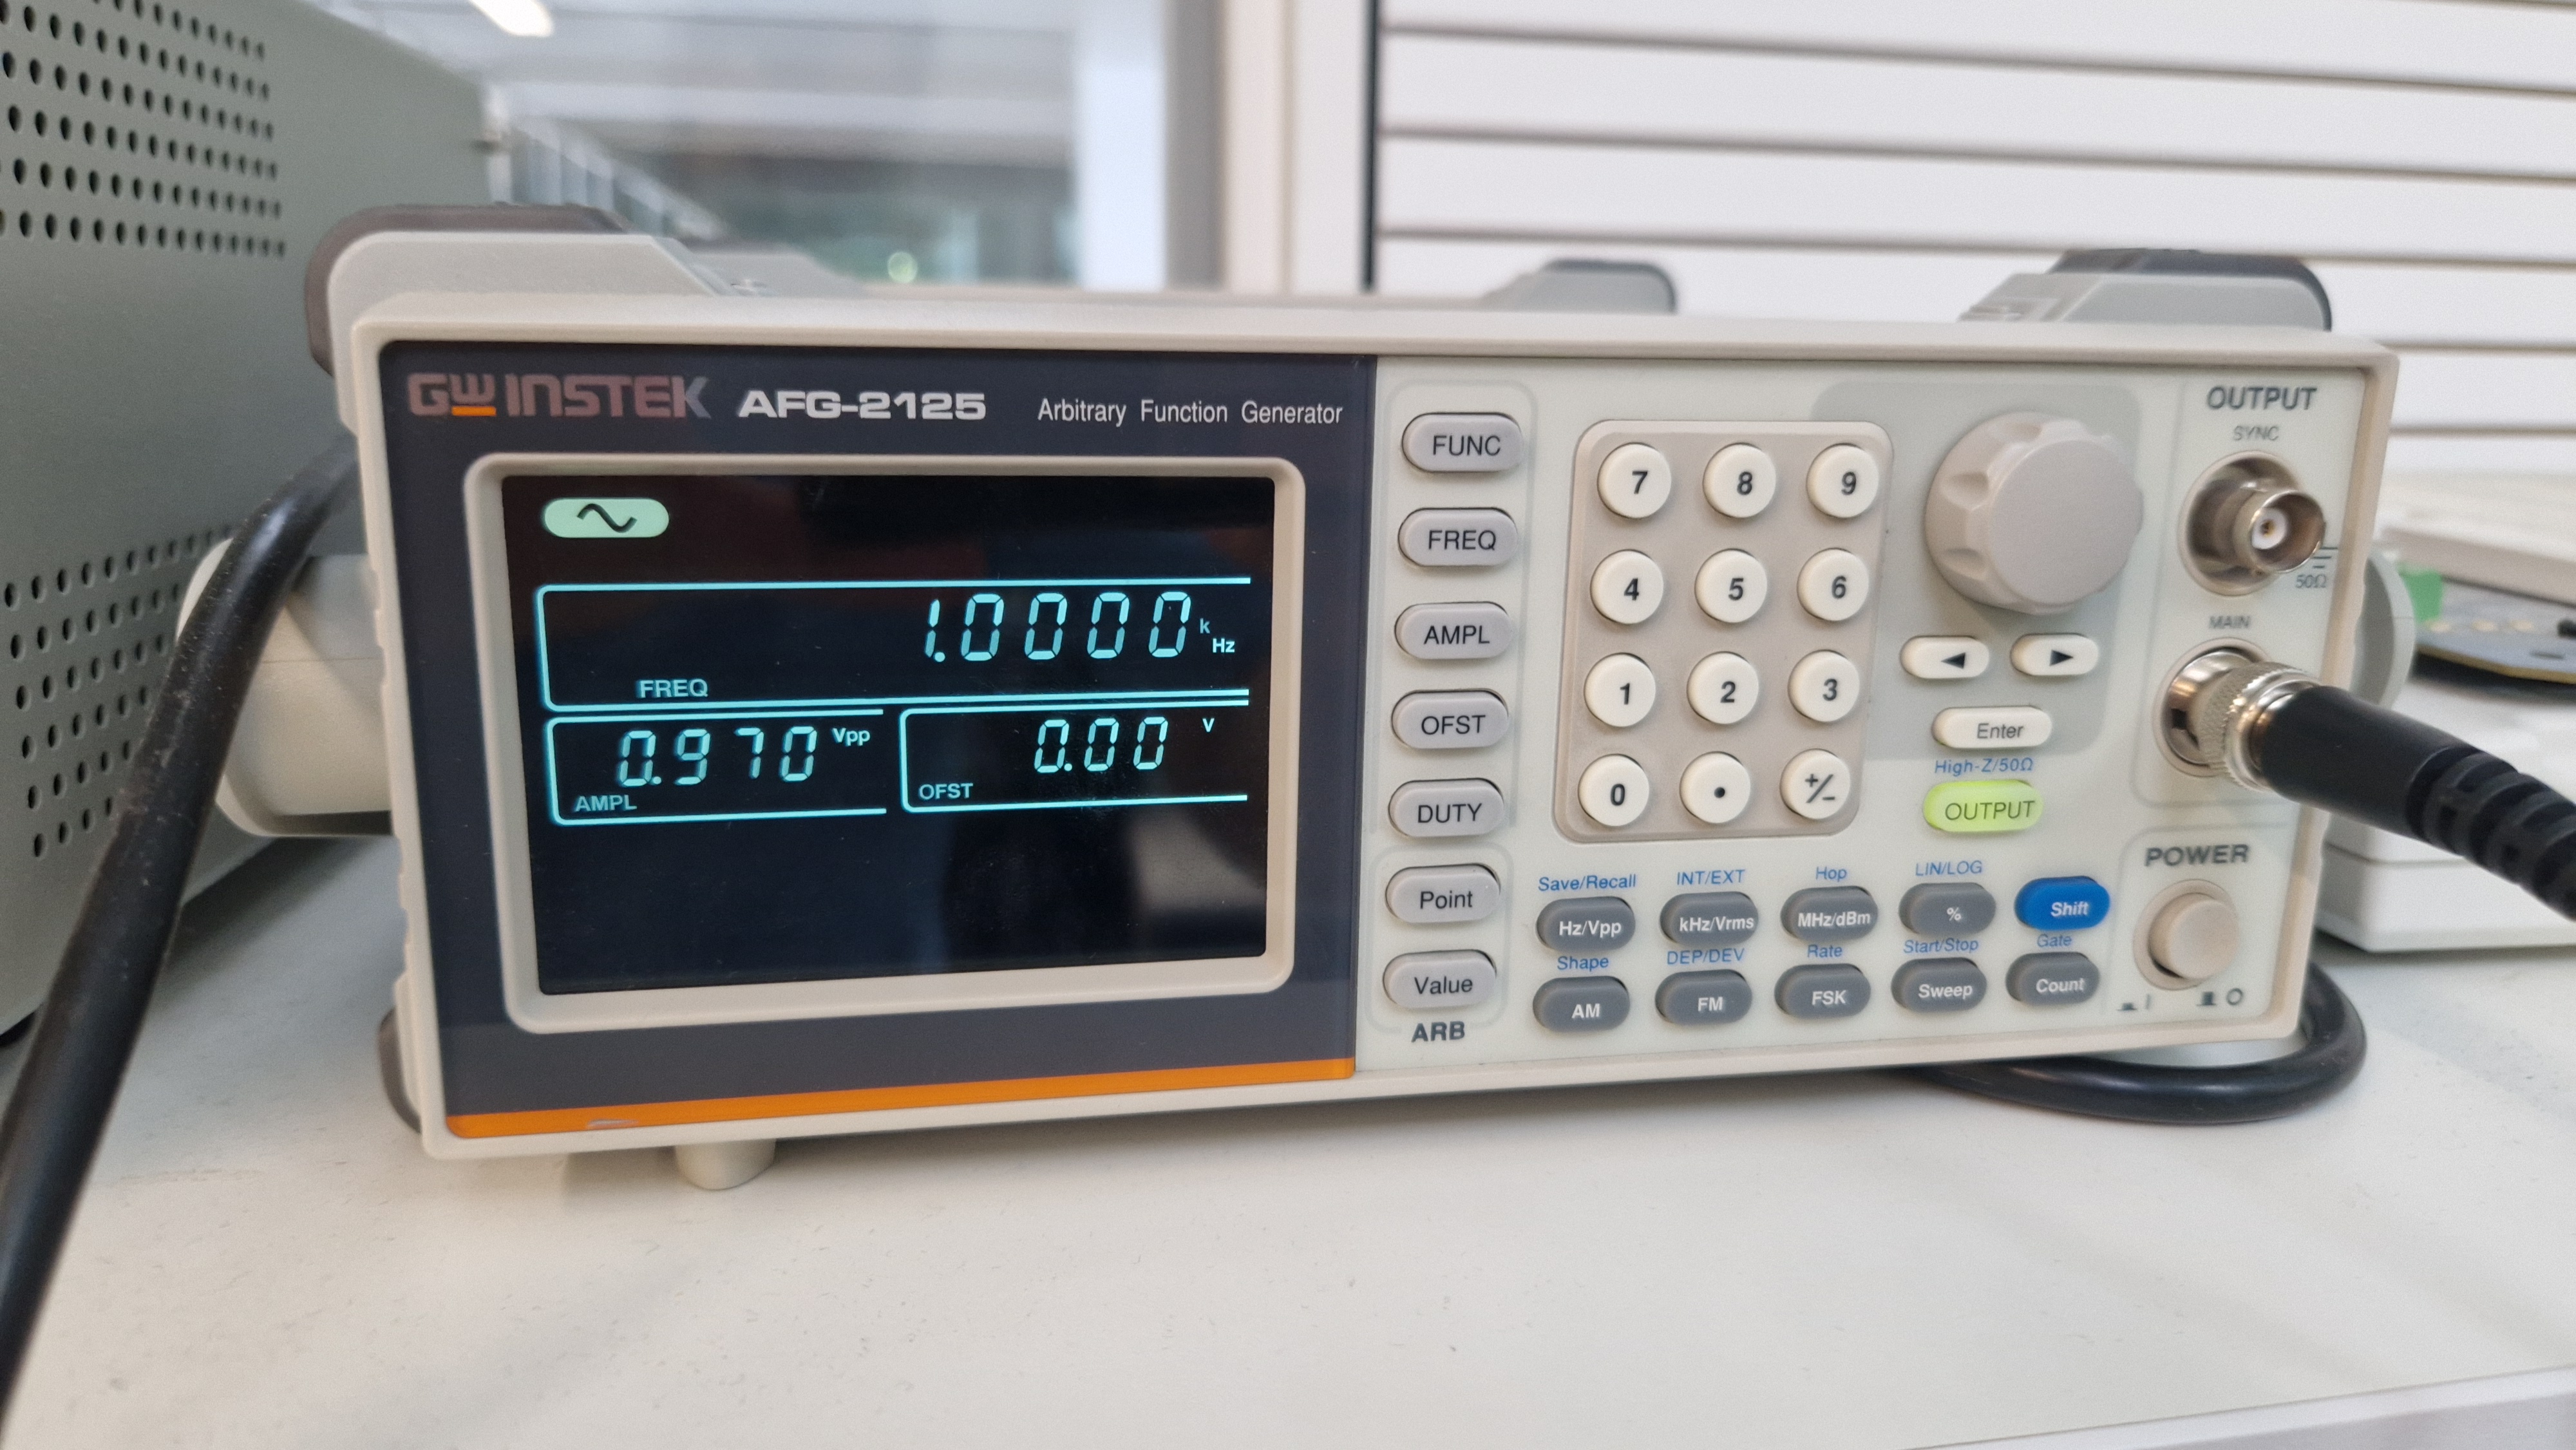 GW INSTEK AFG-2125 Arbitrary Function Generator
1.0000 k Hz
FREQ
0.970 Vpp
AMPL
0.00 V
OFST
FUNC
FREQ
AMPL
OFST
DUTY
Point
Value
ARB
7 8 9
4 5 6
1 2 3
0 • +/-
◀ ▶
Enter
High-Z/50Ω
OUTPUT
Save/Recall INT/EXT Hop LIN/LOG
Hz/Vpp kHz/Vrms MHz/dBm % Shift
Shape DEP/DEV Rate Start/Stop Gate
AM FM FSK Sweep Count
OUTPUT
SYNC
50Ω
MAIN
POWER